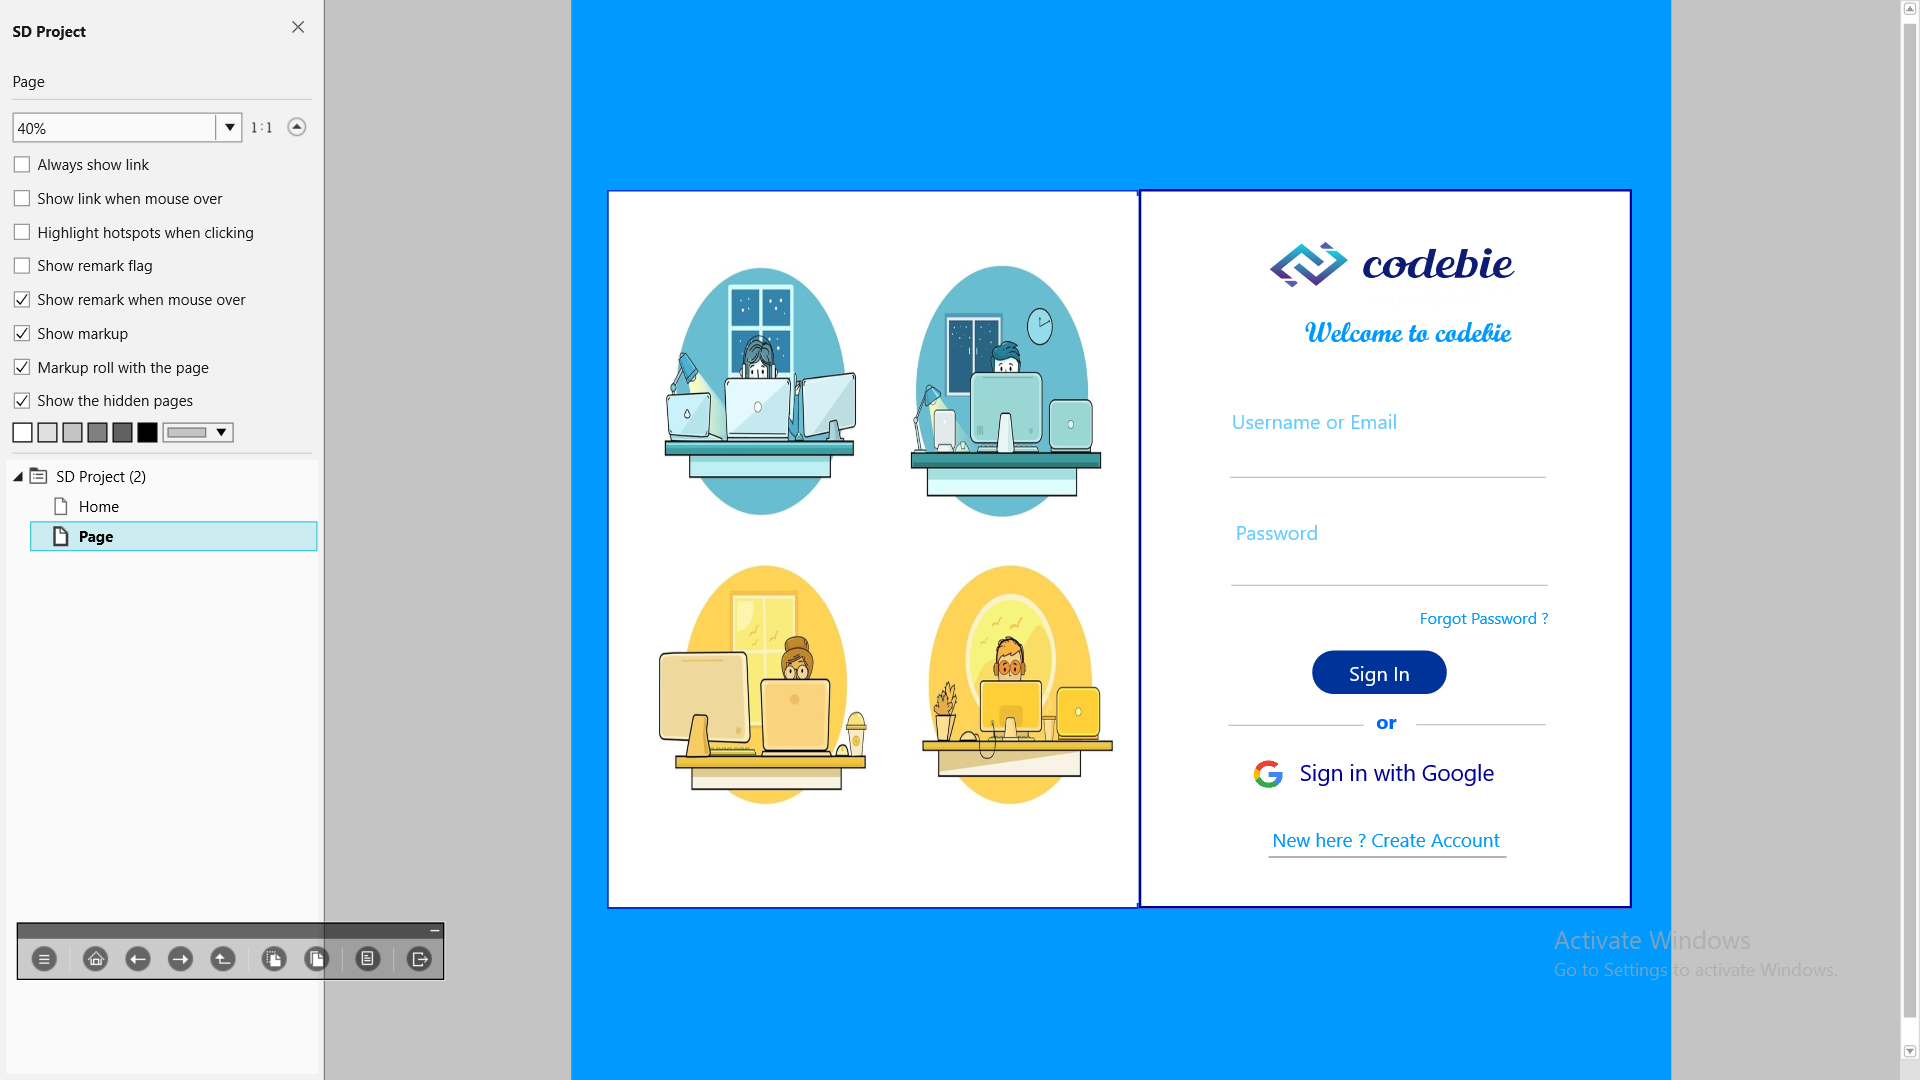 SD Project
Page
40%
1:1
Always show link
Show link when mouse over
Highlight hotspots when clicking
Show remark flag
Show remark when mouse over
Show markup
Markup roll with the page
Show the hidden pages
SD Project (2)
Home
Page
codebie
Welcome to codebie
Username or Email
Password
Forgot Password ?
Sign In
or
Sign in with Google
New here ? Create Account
Activate Windows
Go to Settings to activate Windows.